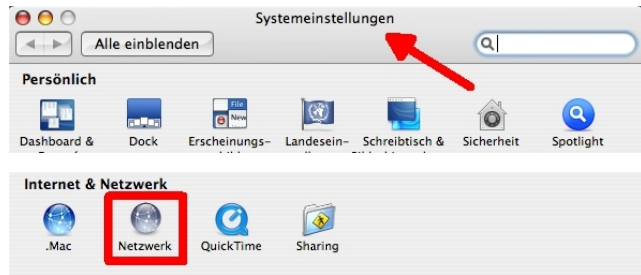 Systemeinstellungen
Alle einblenden
Persönlich
Dashboard & Dock Erscheinungs- Landesein- Schreibtisch & Sicherheit Spotlight
File
New
Internet & Netzwerk
.Mac Netzwerk QuickTime Sharing